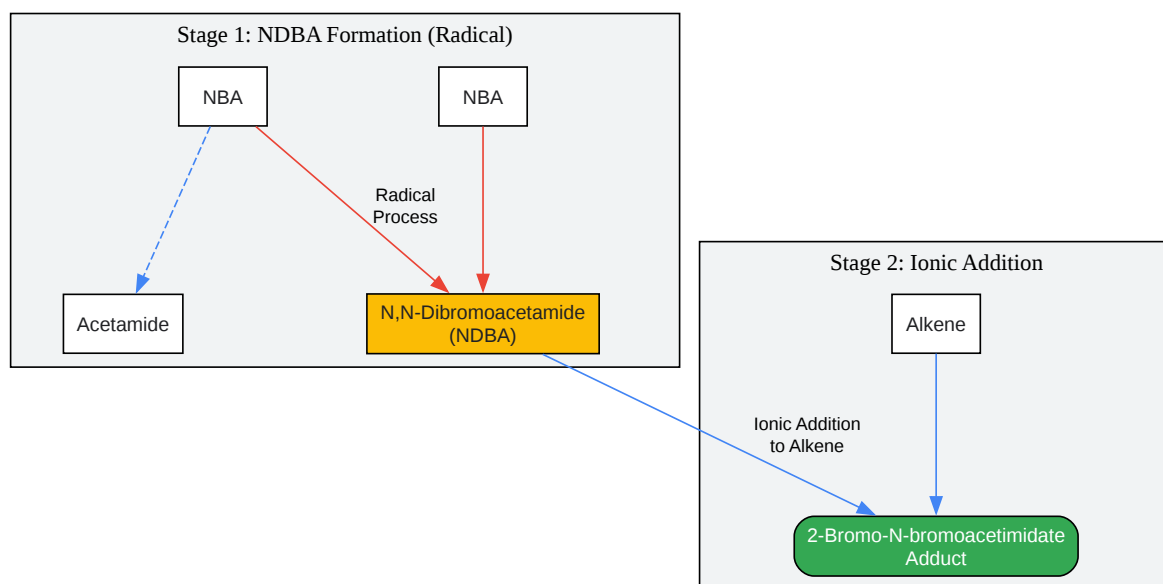 Stage 1: NDBA Formation (Radical)
NBA
NBA
Radical
Process
Acetamide
N,N-Dibromoacetamide
(NDBA)
Stage 2: Ionic Addition
Alkene
Ionic Addition
to Alkene
2-Bromo-N-bromoacetimidate
Adduct